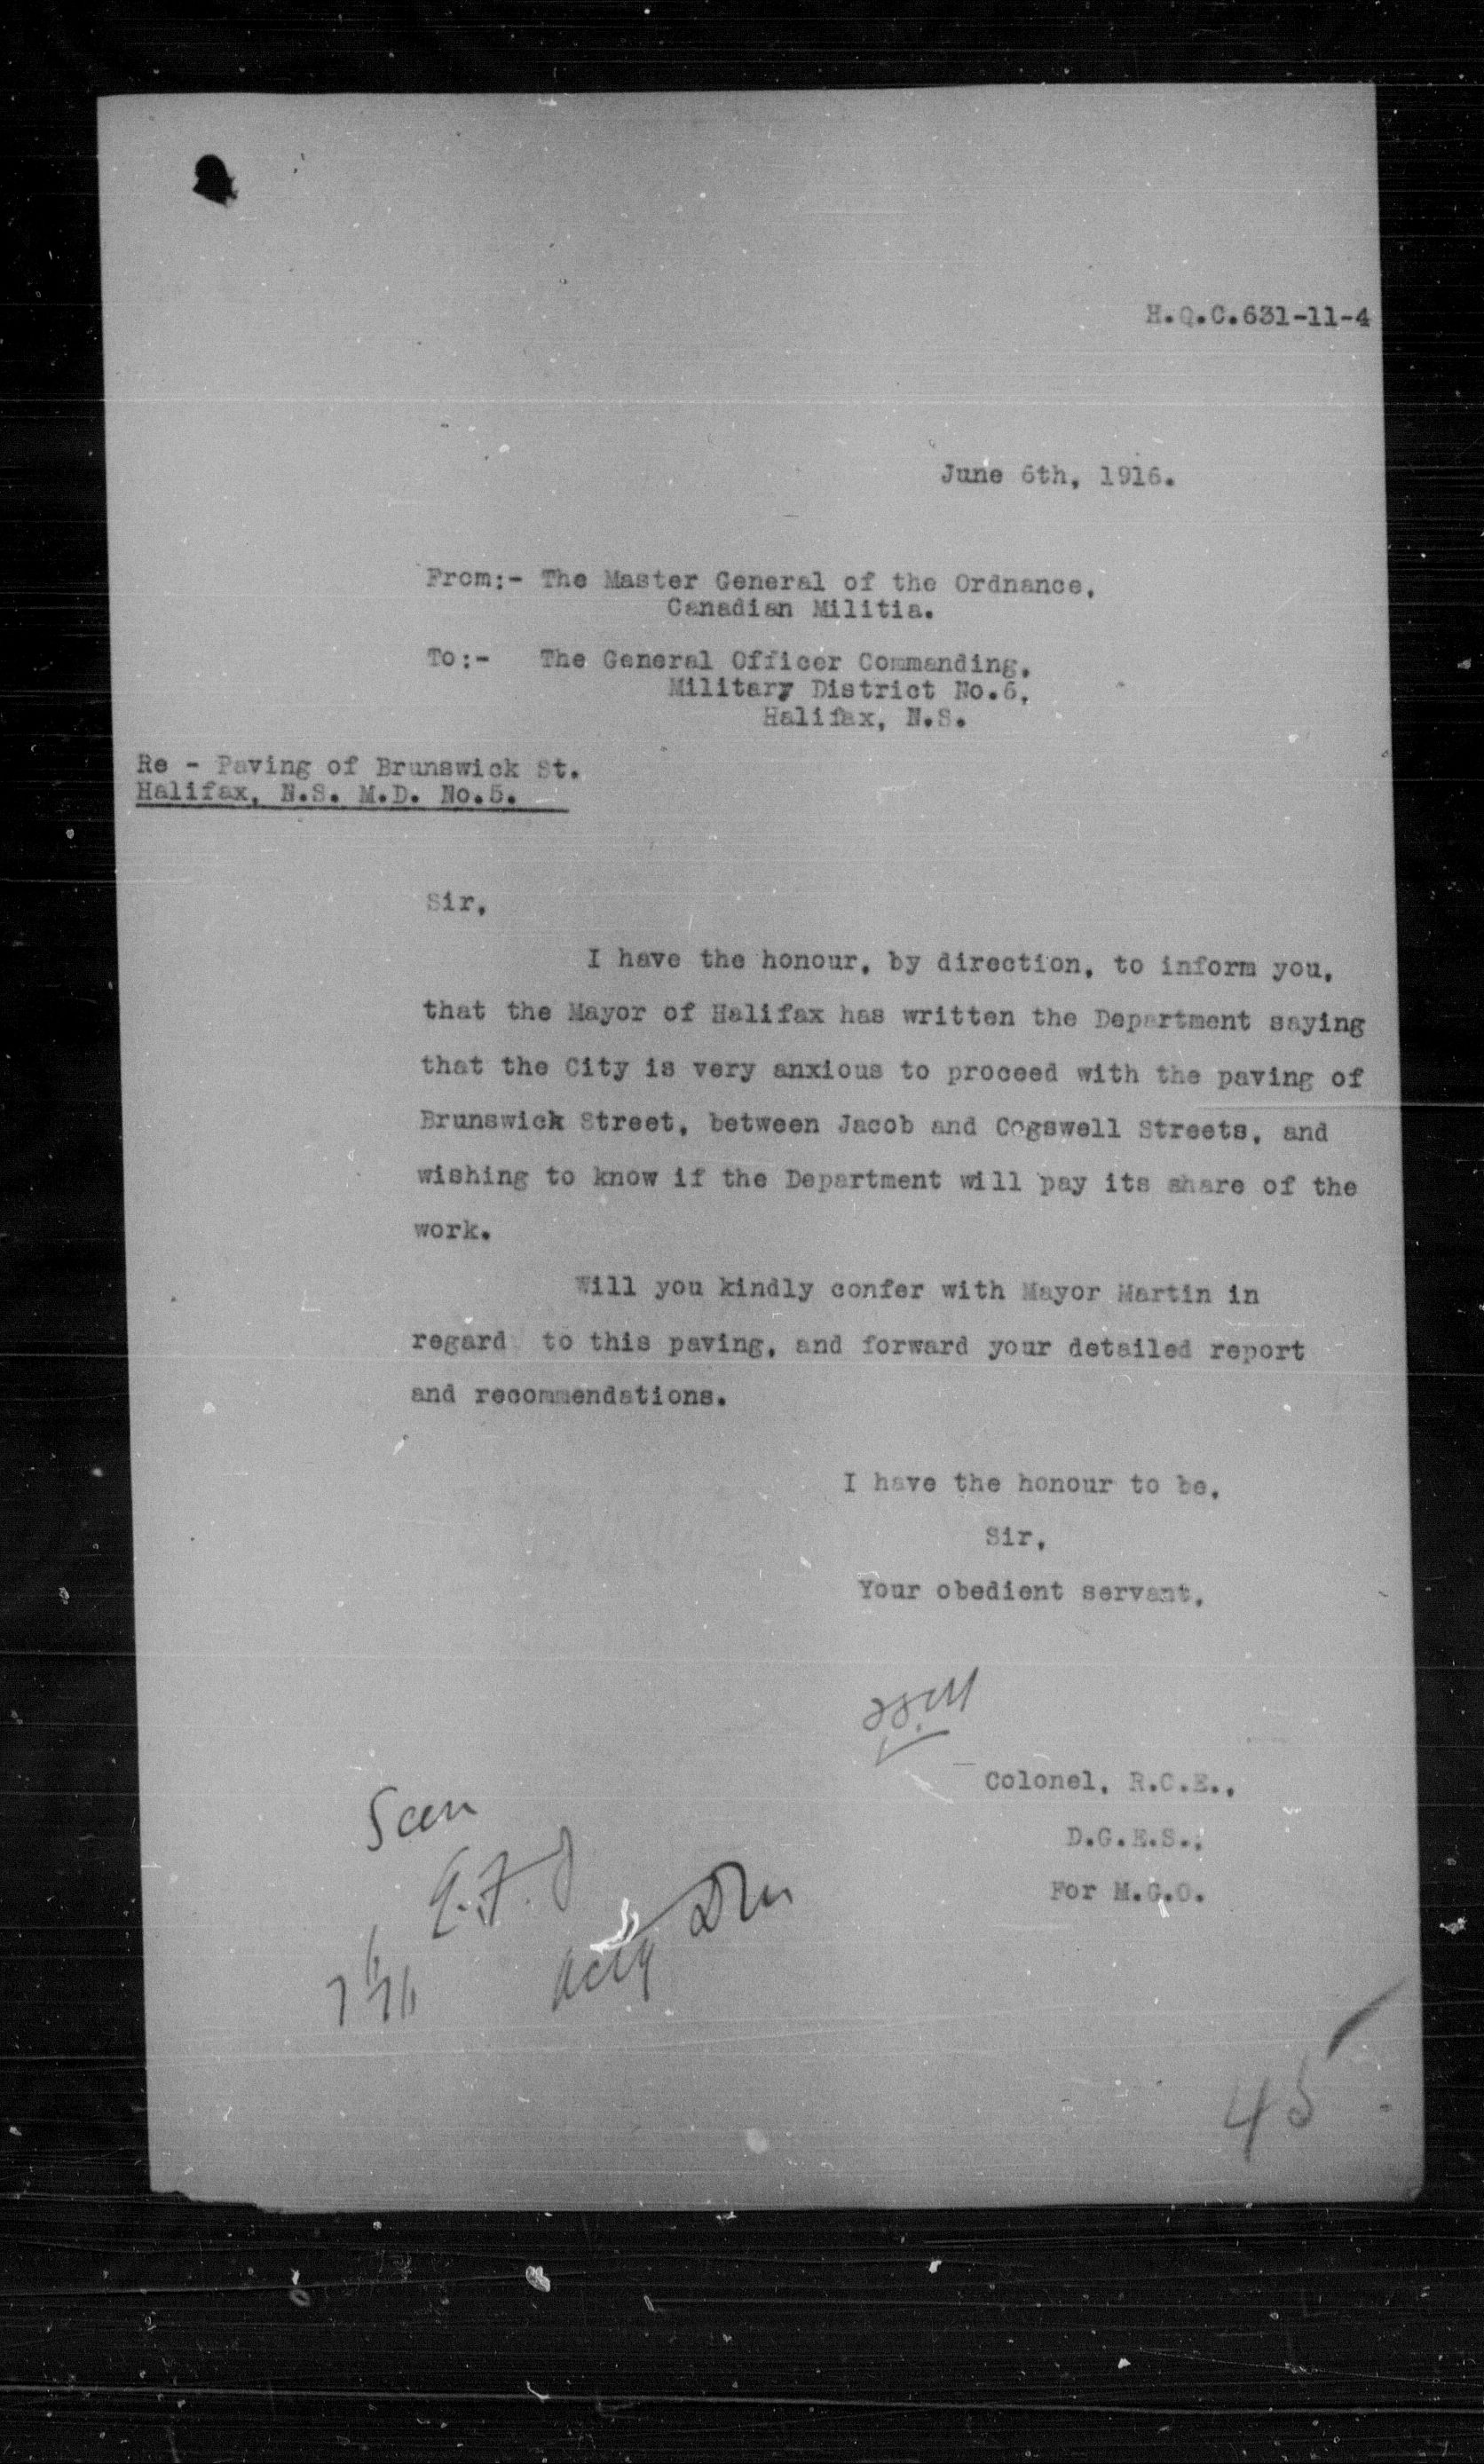 H.Q.C.631-11-4
June 6th, 1916.
From:- The Master General of the Ordnance,
Canadian Militia.
To:- The General Officer Commanding,
Military District No.6,
Halifax, N.S.
Re - Paving of Brunswick St.
Halifax, N.S. M.D. No.5.
Sir,
I have the honour, by direction, to inform you,
that the Mayor of Halifax has written the Department saying
that the City is very anxious to proceed with the paving of
Brunswick Street, between Jacob and Cogswell Streets, and
wishing to know if the Department will pay its share of the
work.
Will you kindly confer with Mayor Martin in
regard to this paving, and forward your detailed report
and recommendations.
I have the honour to be,
Sir,
Your obedient servant,
Colonel, R.C.E.,
D.G.E.S.,
For M.G.O.
Seen
45